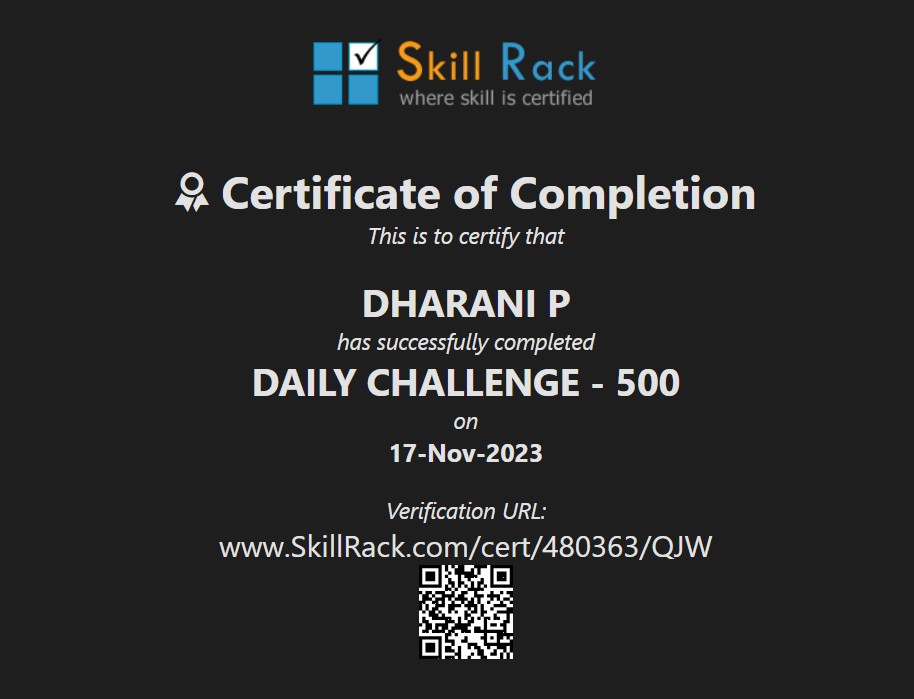 Skill Rack
where skill is certified
Certificate of Completion
This is to certify that
DHARANI P
has successfully completed
DAILY CHALLENGE - 500
on
17-Nov-2023
Verification URL:
www.SkillRack.com/cert/480363/QJW